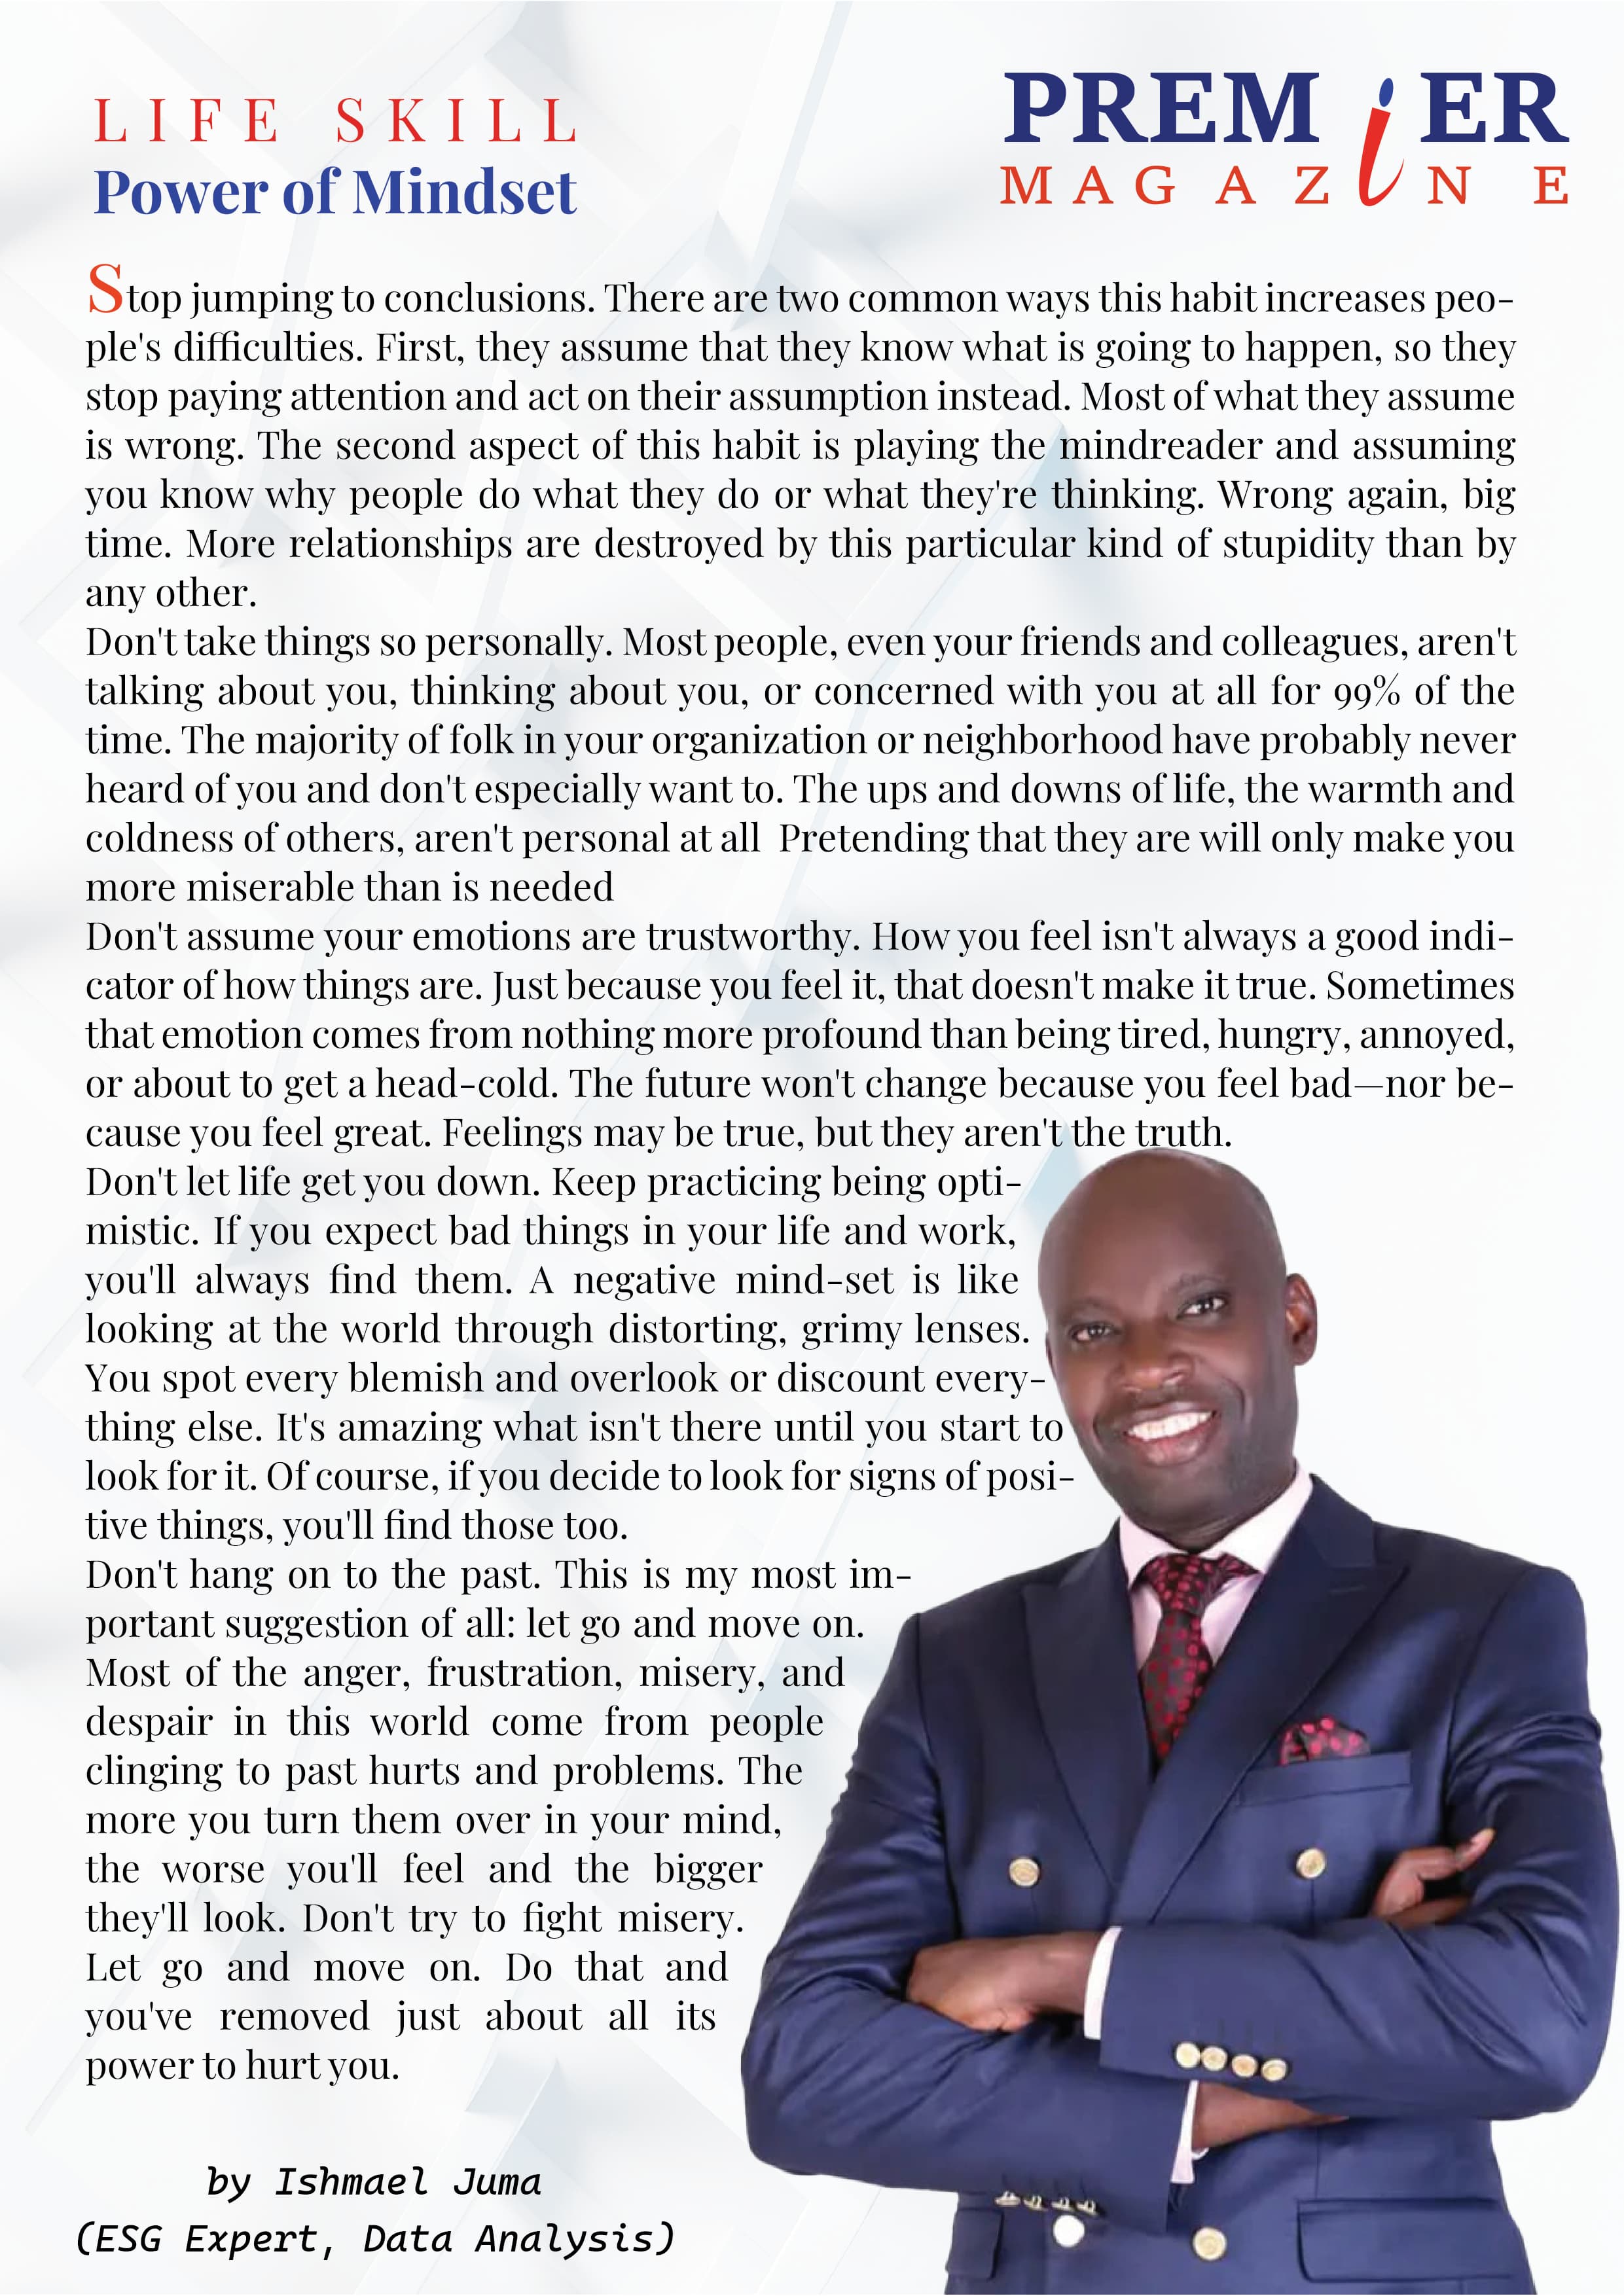 LIFE SKILL
Power of Mindset
PREMiER
MAGAZiNE
Stop jumping to conclusions. There are two common ways this habit increases peo-
ple's difficulties. First, they assume that they know what is going to happen, so they
stop paying attention and act on their assumption instead. Most of what they assume
is wrong. The second aspect of this habit is playing the mindreader and assuming
you know why people do what they do or what they're thinking. Wrong again, big
time. More relationships are destroyed by this particular kind of stupidity than by
any other.
Don't take things so personally. Most people, even your friends and colleagues, aren't
talking about you, thinking about you, or concerned with you at all for 99% of the
time. The majority of folk in your organization or neighborhood have probably never
heard of you and don't especially want to. The ups and downs of life, the warmth and
coldness of others, aren't personal at all  Pretending that they are will only make you
more miserable than is needed
Don't assume your emotions are trustworthy. How you feel isn't always a good indi-
cator of how things are. Just because you feel it, that doesn't make it true. Sometimes
that emotion comes from nothing more profound than being tired, hungry, annoyed,
or about to get a head-cold. The future won't change because you feel bad—nor be-
cause you feel great. Feelings may be true, but they aren't the truth.
Don't let life get you down. Keep practicing being opti-
mistic. If you expect bad things in your life and work,
you'll always find them. A negative mind-set is like
looking at the world through distorting, grimy lenses.
You spot every blemish and overlook or discount every-
thing else. It's amazing what isn't there until you start to
look for it. Of course, if you decide to look for signs of posi-
tive things, you'll find those too.
Don't hang on to the past. This is my most im-
portant suggestion of all: let go and move on.
Most of the anger, frustration, misery, and
despair in this world come from people
clinging to past hurts and problems. The
more you turn them over in your mind,
the worse you'll feel and the bigger
they'll look. Don't try to fight misery.
Let go and move on. Do that and
you've removed just about all its
power to hurt you.
by Ishmael Juma
(ESG Expert, Data Analysis)